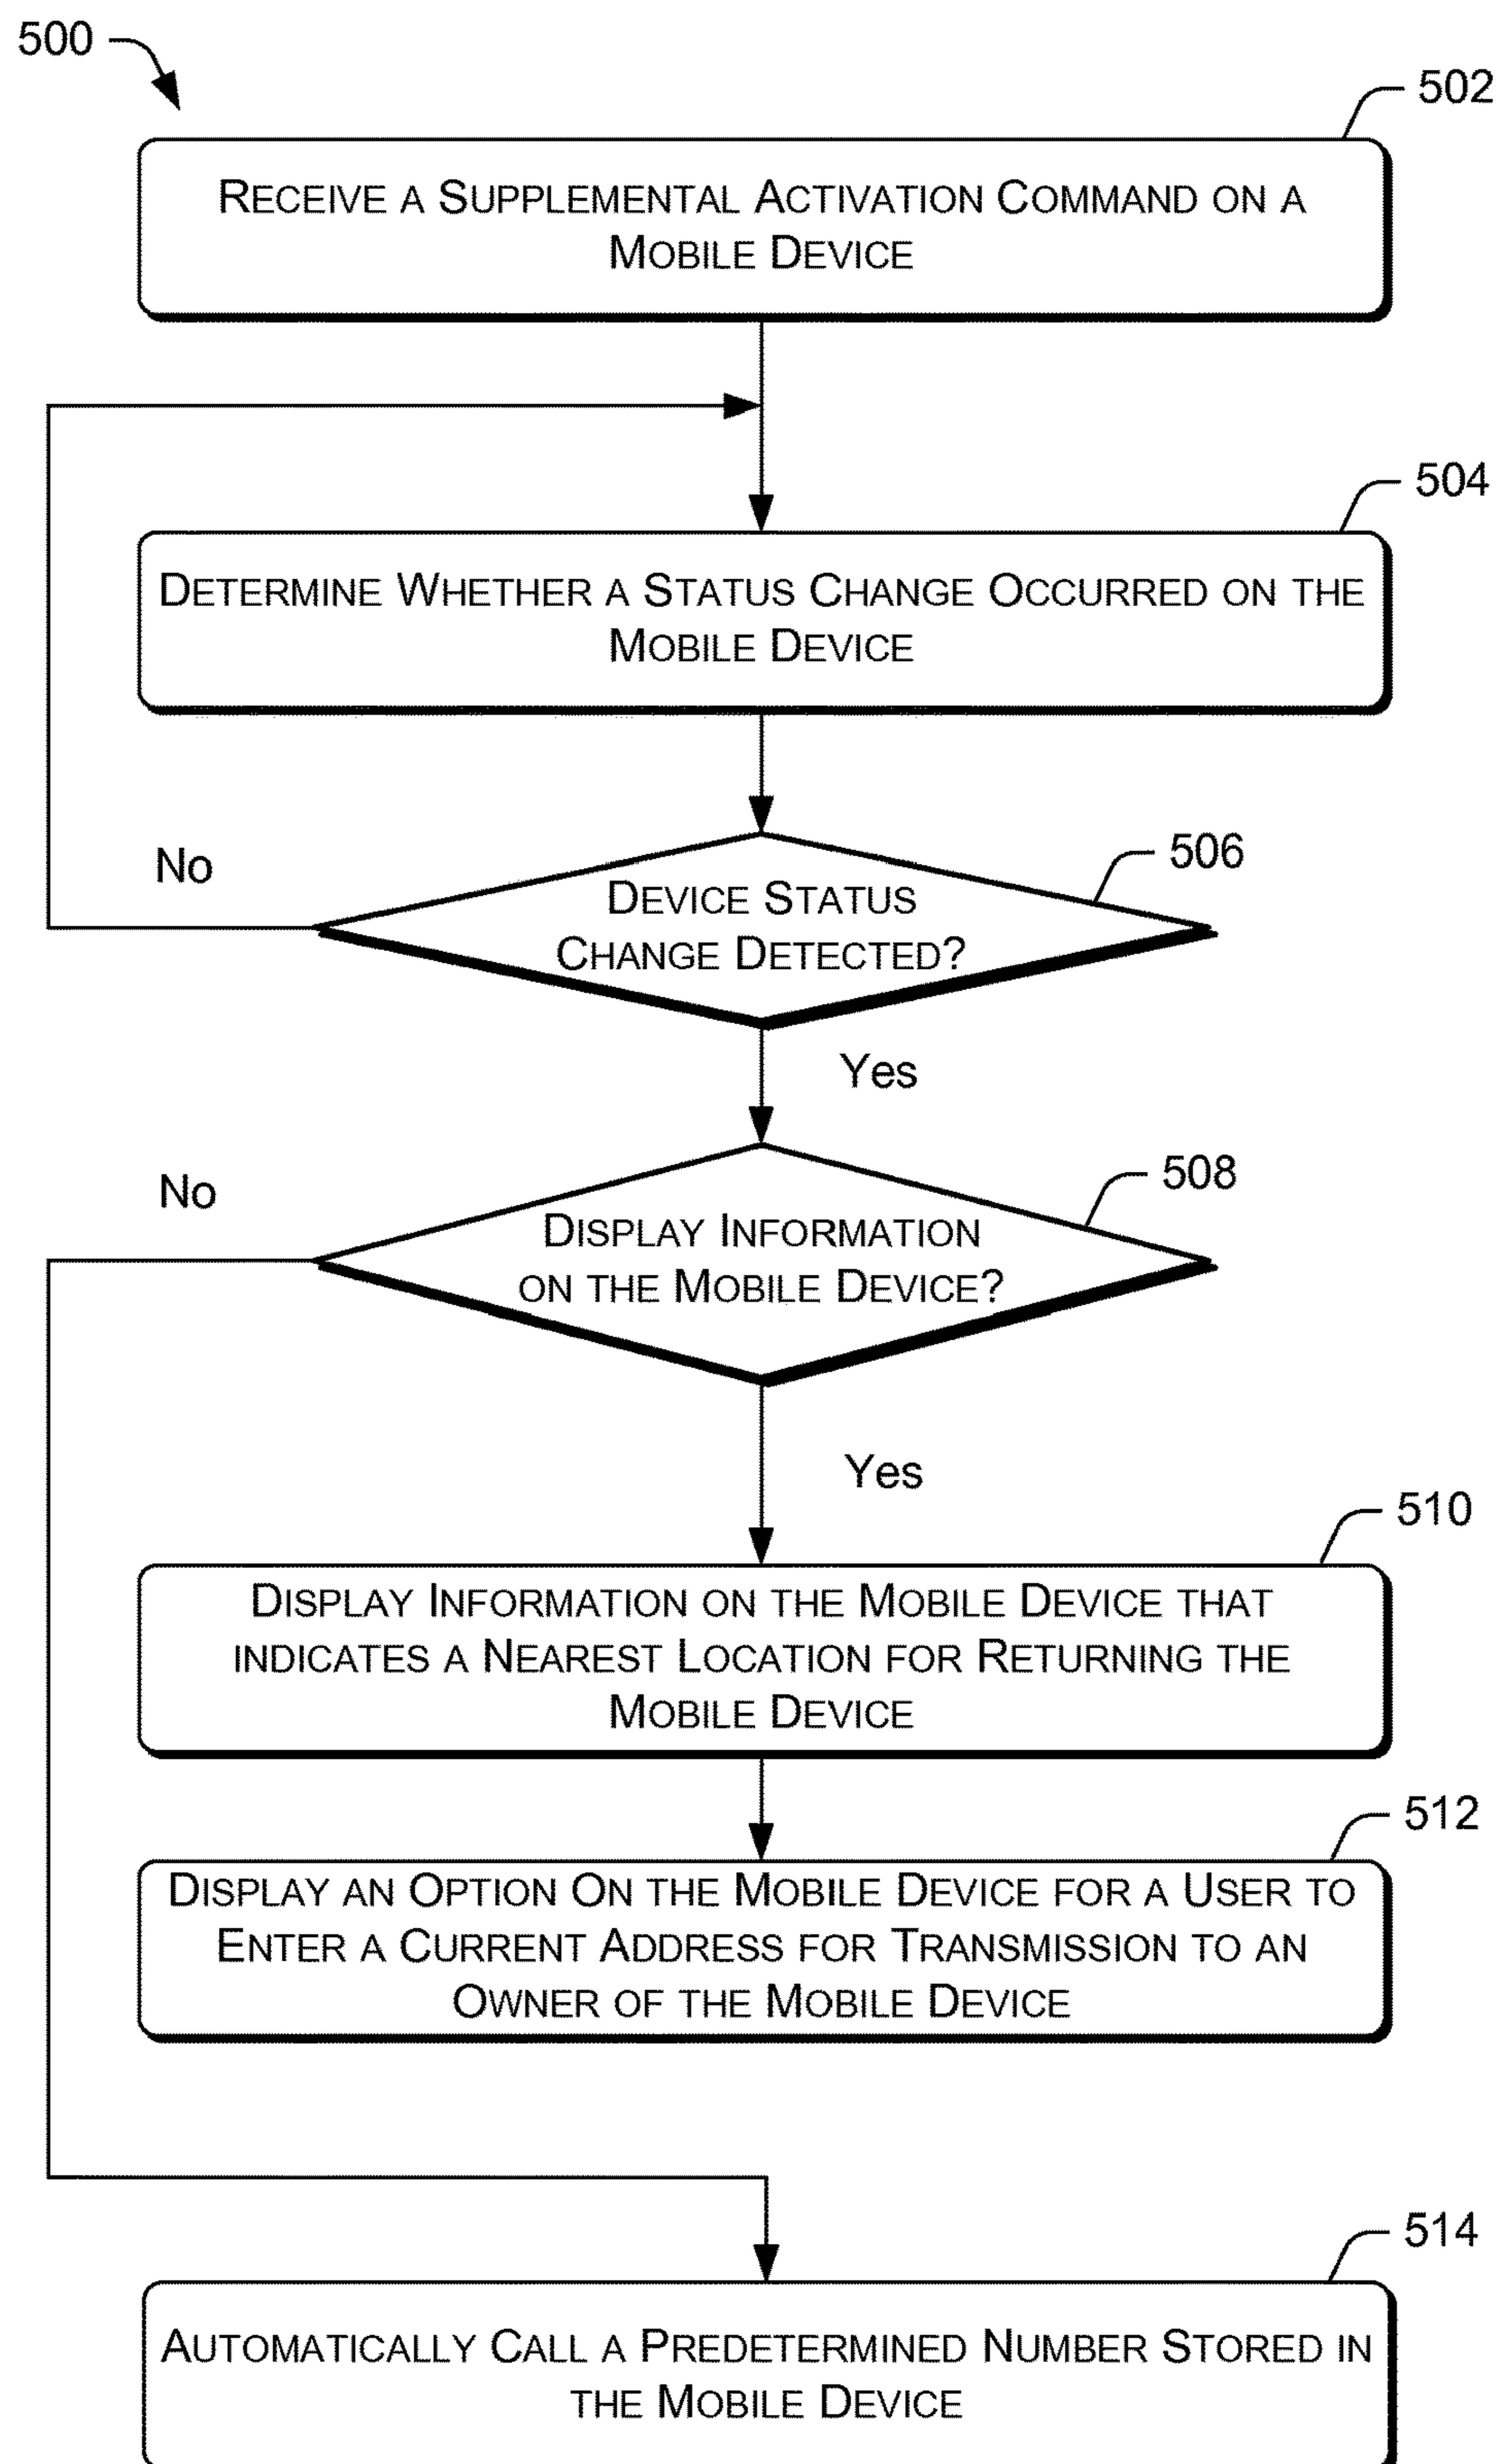 500
502
RECEIVE A SUPPLEMENTAL ACTIVATION COMMAND ON A
MOBILE DEVICE
504
DETERMINE WHETHER A STATUS CHANGE OCCURRED ON THE
MOBILE DEVICE
506
No
DEVICE STATUS
CHANGE DETECTED?
Yes
508
No
DISPLAY INFORMATION
ON THE MOBILE DEVICE?
Yes
510
DISPLAY INFORMATION ON THE MOBILE DEVICE THAT
INDICATES A NEAREST LOCATION FOR RETURNING THE
MOBILE DEVICE
512
DISPLAY AN OPTION ON THE MOBILE DEVICE FOR A USER TO
ENTER A CURRENT ADDRESS FOR TRANSMISSION TO AN
OWNER OF THE MOBILE DEVICE
514
AUTOMATICALLY CALL A PREDETERMINED NUMBER STORED IN
THE MOBILE DEVICE